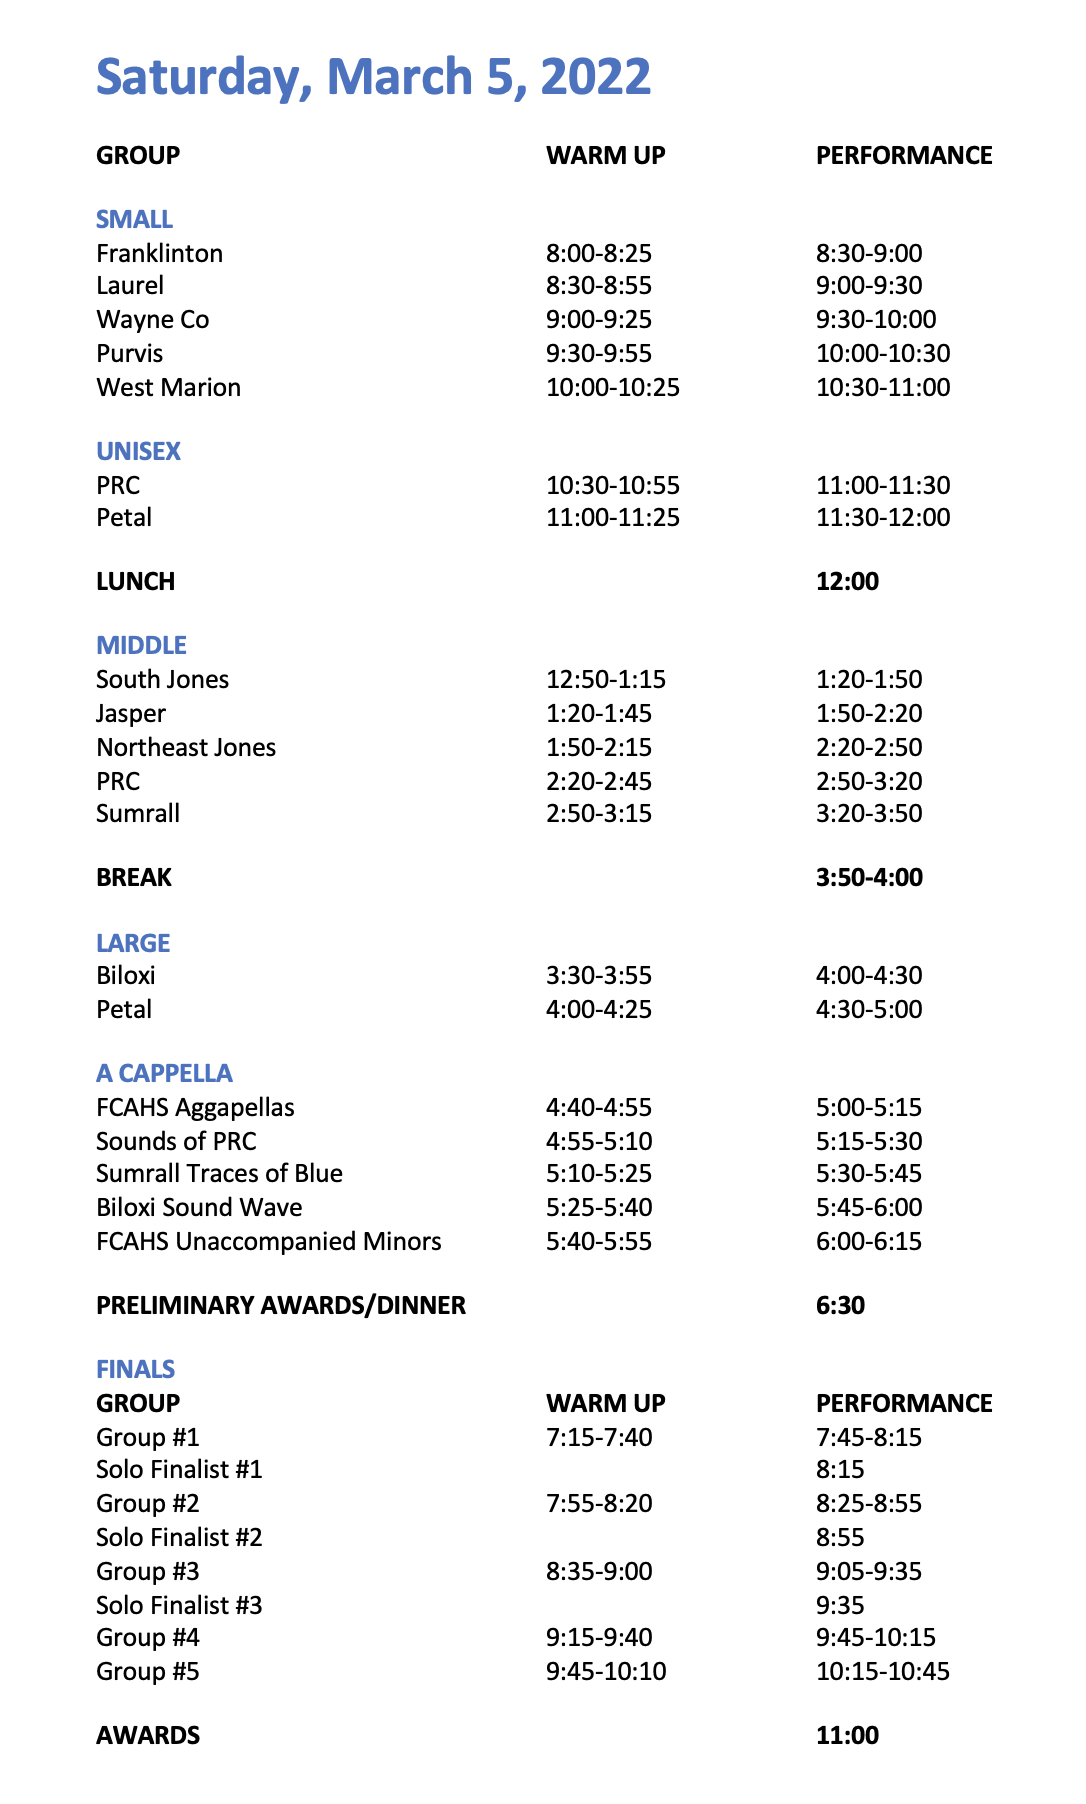 Saturday, March 5, 2022
GROUP WARM UP PERFORMANCE
SMALL
Franklinton 8:00-8:25 8:30-9:00
Laurel 8:30-8:55 9:00-9:30
Wayne Co 9:00-9:25 9:30-10:00
Purvis 9:30-9:55 10:00-10:30
West Marion 10:00-10:25 10:30-11:00
UNISEX
PRC 10:30-10:55 11:00-11:30
Petal 11:00-11:25 11:30-12:00
LUNCH 12:00
MIDDLE
South Jones 12:50-1:15 1:20-1:50
Jasper 1:20-1:45 1:50-2:20
Northeast Jones 1:50-2:15 2:20-2:50
PRC 2:20-2:45 2:50-3:20
Sumrall 2:50-3:15 3:20-3:50
BREAK 3:50-4:00
LARGE
Biloxi 3:30-3:55 4:00-4:30
Petal 4:00-4:25 4:30-5:00
A CAPPELLA
FCAHS Aggapellas 4:40-4:55 5:00-5:15
Sounds of PRC 4:55-5:10 5:15-5:30
Sumrall Traces of Blue 5:10-5:25 5:30-5:45
Biloxi Sound Wave 5:25-5:40 5:45-6:00
FCAHS Unaccompanied Minors 5:40-5:55 6:00-6:15
PRELIMINARY AWARDS/DINNER 6:30
FINALS
GROUP WARM UP PERFORMANCE
Group #1 7:15-7:40 7:45-8:15
Solo Finalist #1 8:15
Group #2 7:55-8:20 8:25-8:55
Solo Finalist #2 8:55
Group #3 8:35-9:00 9:05-9:35
Solo Finalist #3 9:35
Group #4 9:15-9:40 9:45-10:15
Group #5 9:45-10:10 10:15-10:45
AWARDS 11:00